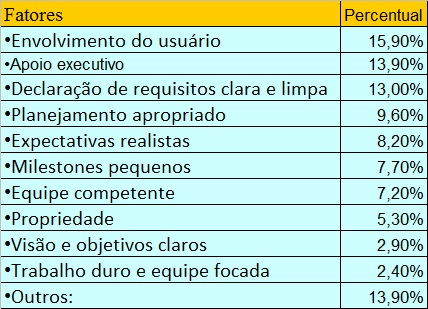 Fatores Percentual
•Envolvimento do usuário 15,90%
•Apoio executivo 13,90%
•Declaração de requisitos clara e limpa 13,00%
•Planejamento apropriado 9,60%
•Expectativas realistas 8,20%
•Milestones pequenos 7,70%
•Equipe competente 7,20%
•Propriedade 5,30%
•Visão e objetivos claros 2,90%
•Trabalho duro e equipe focada 2,40%
•Outros: 13,90%